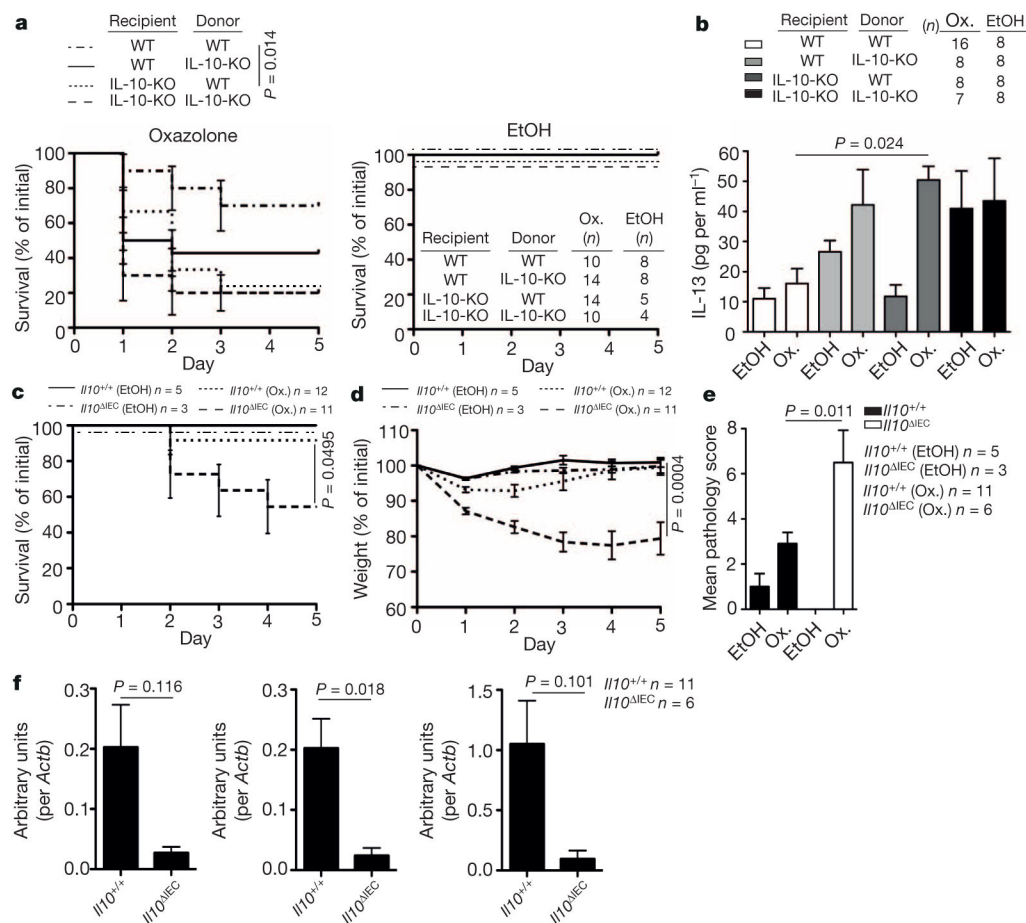 a
Recipient Donor
WT WT
WT IL-10-KO
IL-10-KO WT
IL-10-KO IL-10-KO
P = 0.014
Oxazolone
Survival (% of initial)
100
80
60
40
20
0
0 1 2 3 4 5
Day
EtOH
Survival (% of initial)
100
80
60
40
20
0
Recipient Donor Ox. (n) EtOH (n)
WT WT 10 8
WT IL-10-KO 14 8
IL-10-KO WT 14 5
IL-10-KO IL-10-KO 10 4
0 1 2 3 4 5
Day
b
Recipient Donor (n) Ox. EtOH
WT WT 16 8
WT IL-10-KO 8 8
IL-10-KO WT 8 8
IL-10-KO IL-10-KO 7 8
P = 0.024
IL-13 (pg per ml⁻¹)
60
50
40
30
20
10
0
EtOH Ox. EtOH Ox. EtOH Ox. EtOH Ox.
c
Il10+/+ (EtOH) n = 5 Il10+/+ (Ox.) n = 12
Il10ΔIEC (EtOH) n = 3 Il10ΔIEC (Ox.) n = 11
Survival (% of initial)
100
80
60
40
20
0
P = 0.0495
0 1 2 3 4 5
Day
d
Il10+/+ (EtOH) n = 5 Il10+/+ (Ox.) n = 12
Il10ΔIEC (EtOH) n = 3 Il10ΔIEC (Ox.) n = 11
Weight (% of initial)
110
100
90
80
70
60
P = 0.0004
0 1 2 3 4 5
Day
e
P = 0.011
Il10+/+
Il10ΔIEC
Il10+/+ (EtOH) n = 5
Il10ΔIEC (EtOH) n = 3
Il10+/+ (Ox.) n = 11
Il10ΔIEC (Ox.) n = 6
Mean pathology score
8
6
4
2
0
EtOH Ox. EtOH Ox.
f
P = 0.116
Arbitrary units
(per Actb)
0.3
0.2
0.1
0.0
Il10+/+ Il10ΔIEC
P = 0.018
Arbitrary units
(per Actb)
0.3
0.2
0.1
0.0
Il10+/+ Il10ΔIEC
P = 0.101
Il10+/+ n = 11
Il10ΔIEC n = 6
Arbitrary units
(per Actb)
1.5
1.0
0.5
0.0
Il10+/+ Il10ΔIEC